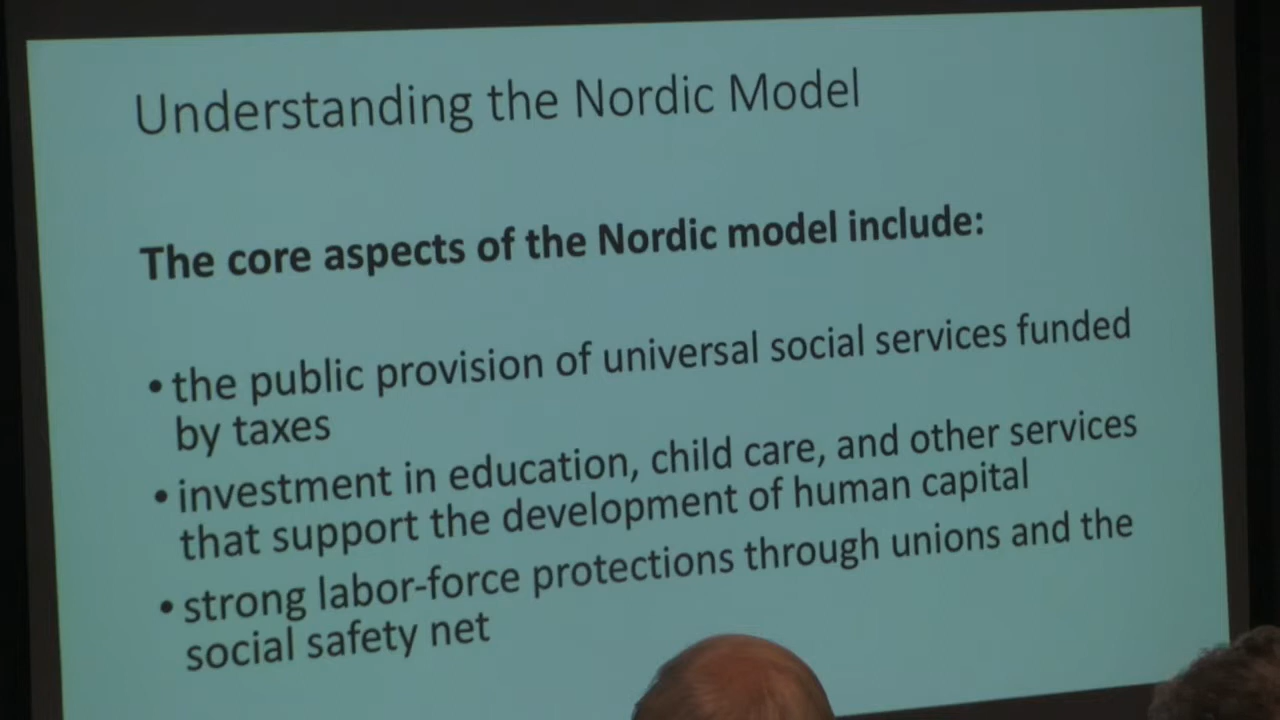 Understanding the Nordic Model
The core aspects of the Nordic model include:
• the public provision of universal social services funded
by taxes
• investment in education, child care, and other services
that support the development of human capital
• strong labor-force protections through unions and the
social safety net